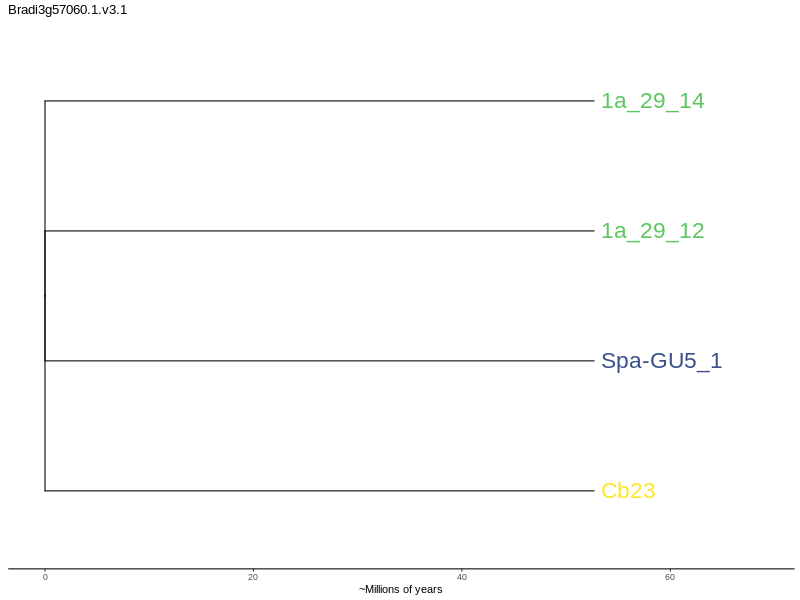 Bradi3g57060.1.v3.1
1a_29_14
1a_29_12
Spa-GU5_1
Cb23
0 20 40 60
~Millions of years